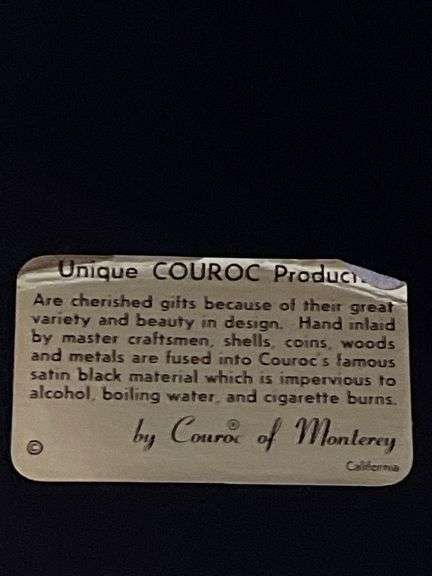 Unique COUROC
Are cherished gifts because of their great
variety and beauty in design. Hand inlaid
by master craftsmen, shells, coins, woods
and metals are fused into Couroc's famous
satin black material which is impervious to
alcohol, boiling water, and cigarette burns.
by Couroc® of Monterey
California
©